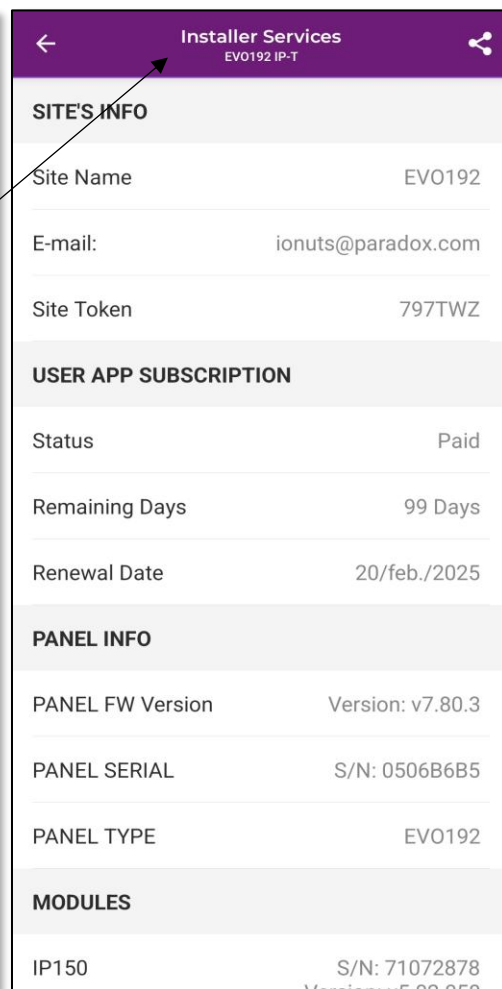 Installer Services
EVO192 IP-T
SITE'S INFO
Site Name EVO192
E-mail: ionuts@paradox.com
Site Token 797TWZ
USER APP SUBSCRIPTION
Status Paid
Remaining Days 99 Days
Renewal Date 20/feb./2025
PANEL INFO
PANEL FW Version Version: v7.80.3
PANEL SERIAL S/N: 0506B6B5
PANEL TYPE EVO192
MODULES
IP150 S/N: 71072878